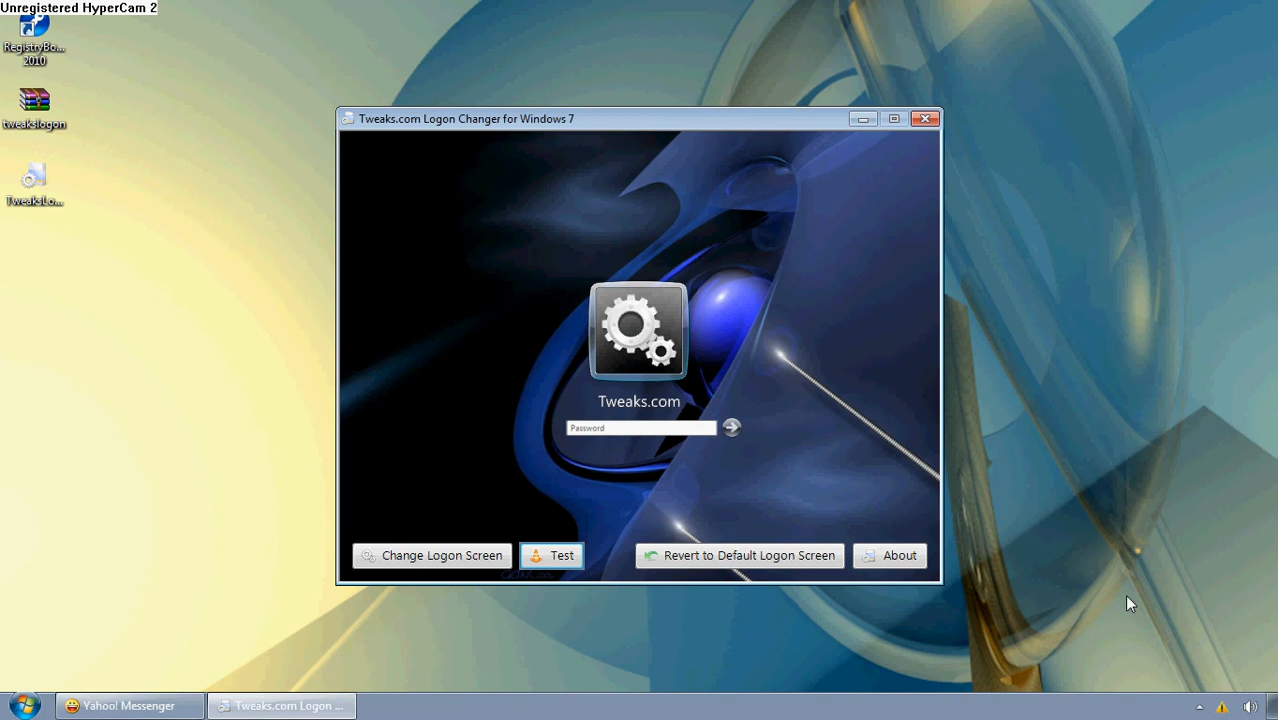 Unregistered HyperCam 2
RegistryBo...
2010
tweakslogon
TweaksLo...
Tweaks.com Logon Changer for Windows 7
Tweaks.com
Password
Change Logon Screen
Test
Revert to Default Logon Screen
About
Yahoo! Messenger
Tweaks.com Logon ...